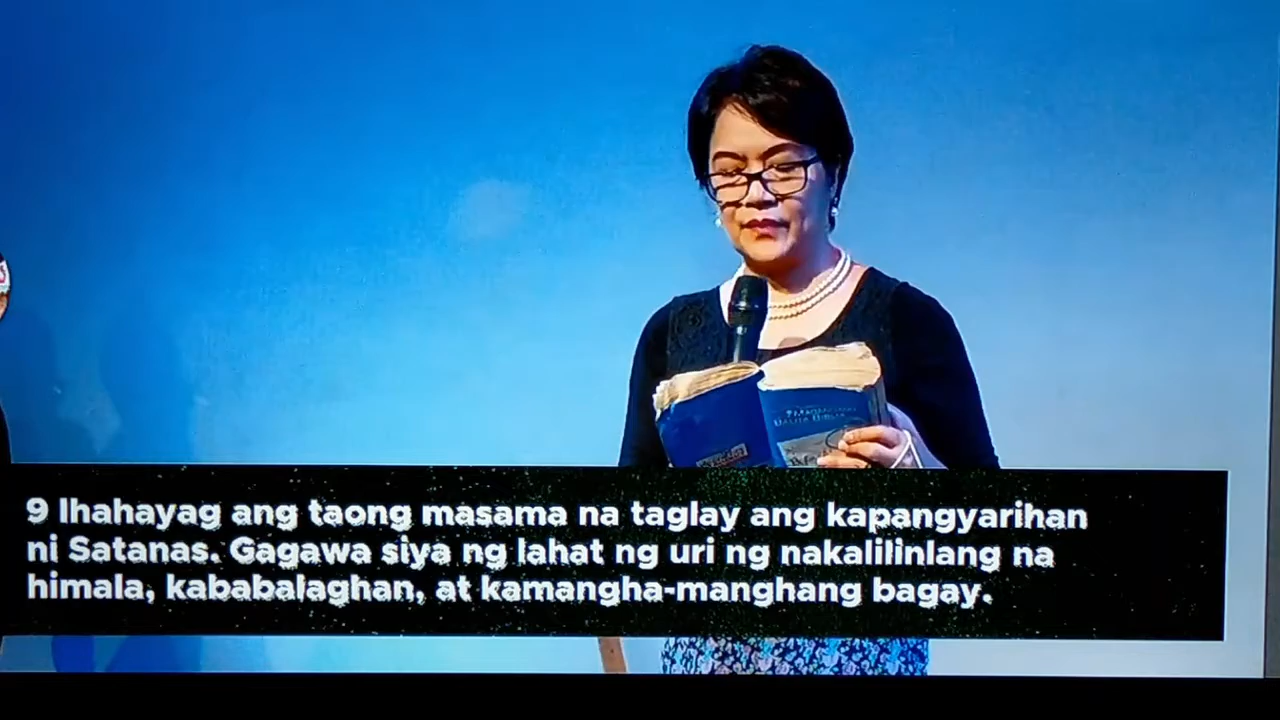 9 Ihahayag ang taong masama na taglay ang kapangyarihan
ni Satanas. Gagawa siya ng lahat ng uri ng nakalilinlang na
himala, kababalaghan, at kamangha-manghang bagay.